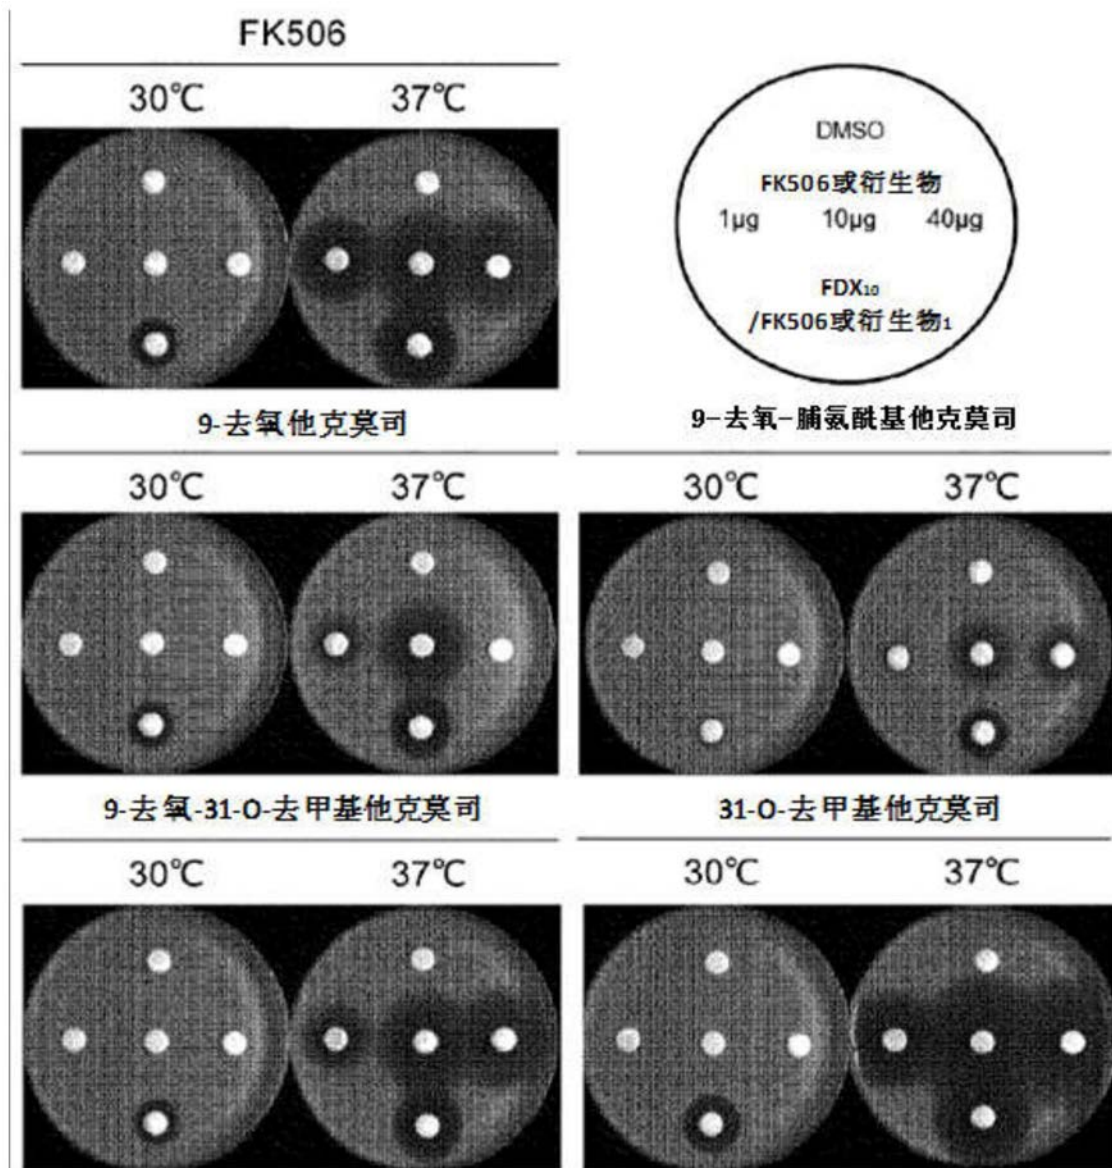 FK506
30℃ 37℃
DMSO
FK506或衍生物
1μg 10μg 40μg
FDX₁₀
/FK506或衍生物₁
9-去氧他克莫司
9-去氧-脯氨酰基他克莫司
30℃ 37℃
30℃ 37℃
9-去氧-31-O-去甲基他克莫司
31-O-去甲基他克莫司
30℃ 37℃
30℃ 37℃